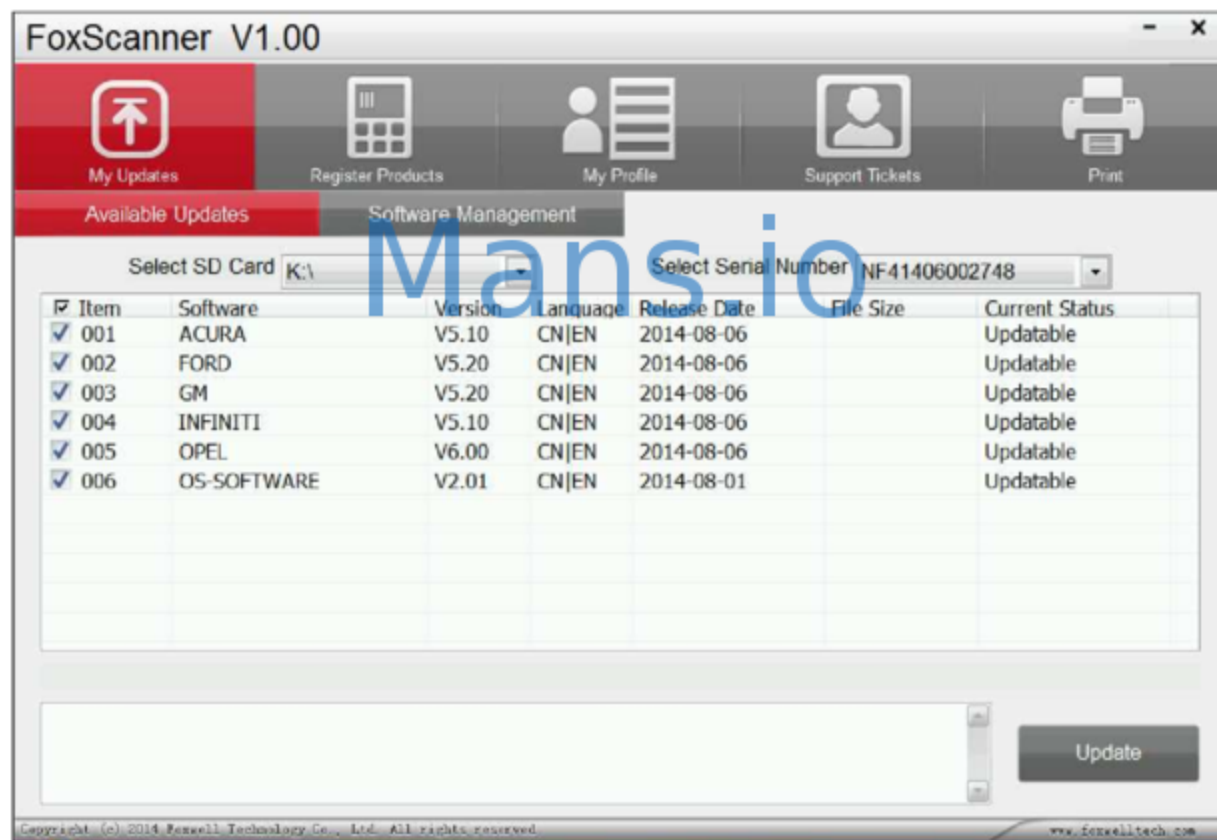 FoxScanner V1.00
My Updates Register Products My Profile Support Tickets Print
Available Updates Software Management
Mans.io
Select SD Card K:\ Select Serial Number NF41406002748
Item Software Version Language Release Date File Size Current Status
001 ACURA V5.10 CN|EN 2014-08-06 Updatable
002 FORD V5.20 CN|EN 2014-08-06 Updatable
003 GM V5.20 CN|EN 2014-08-06 Updatable
004 INFINITI V5.10 CN|EN 2014-08-06 Updatable
005 OPEL V6.00 CN|EN 2014-08-06 Updatable
006 OS-SOFTWARE V2.01 CN|EN 2014-08-01 Updatable
Update
Copyright (c) 2014 Foxwell Technology Co., Ltd. All rights reserved www.foxwelltech.com